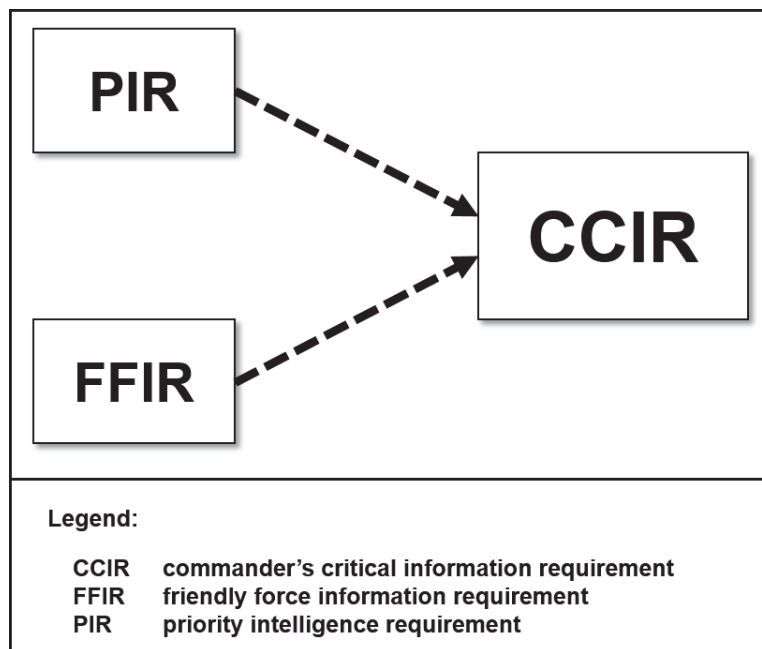 PIR
CCIR
FFIR
Legend:
CCIR commander's critical information requirement
FFIR friendly force information requirement
PIR priority intelligence requirement